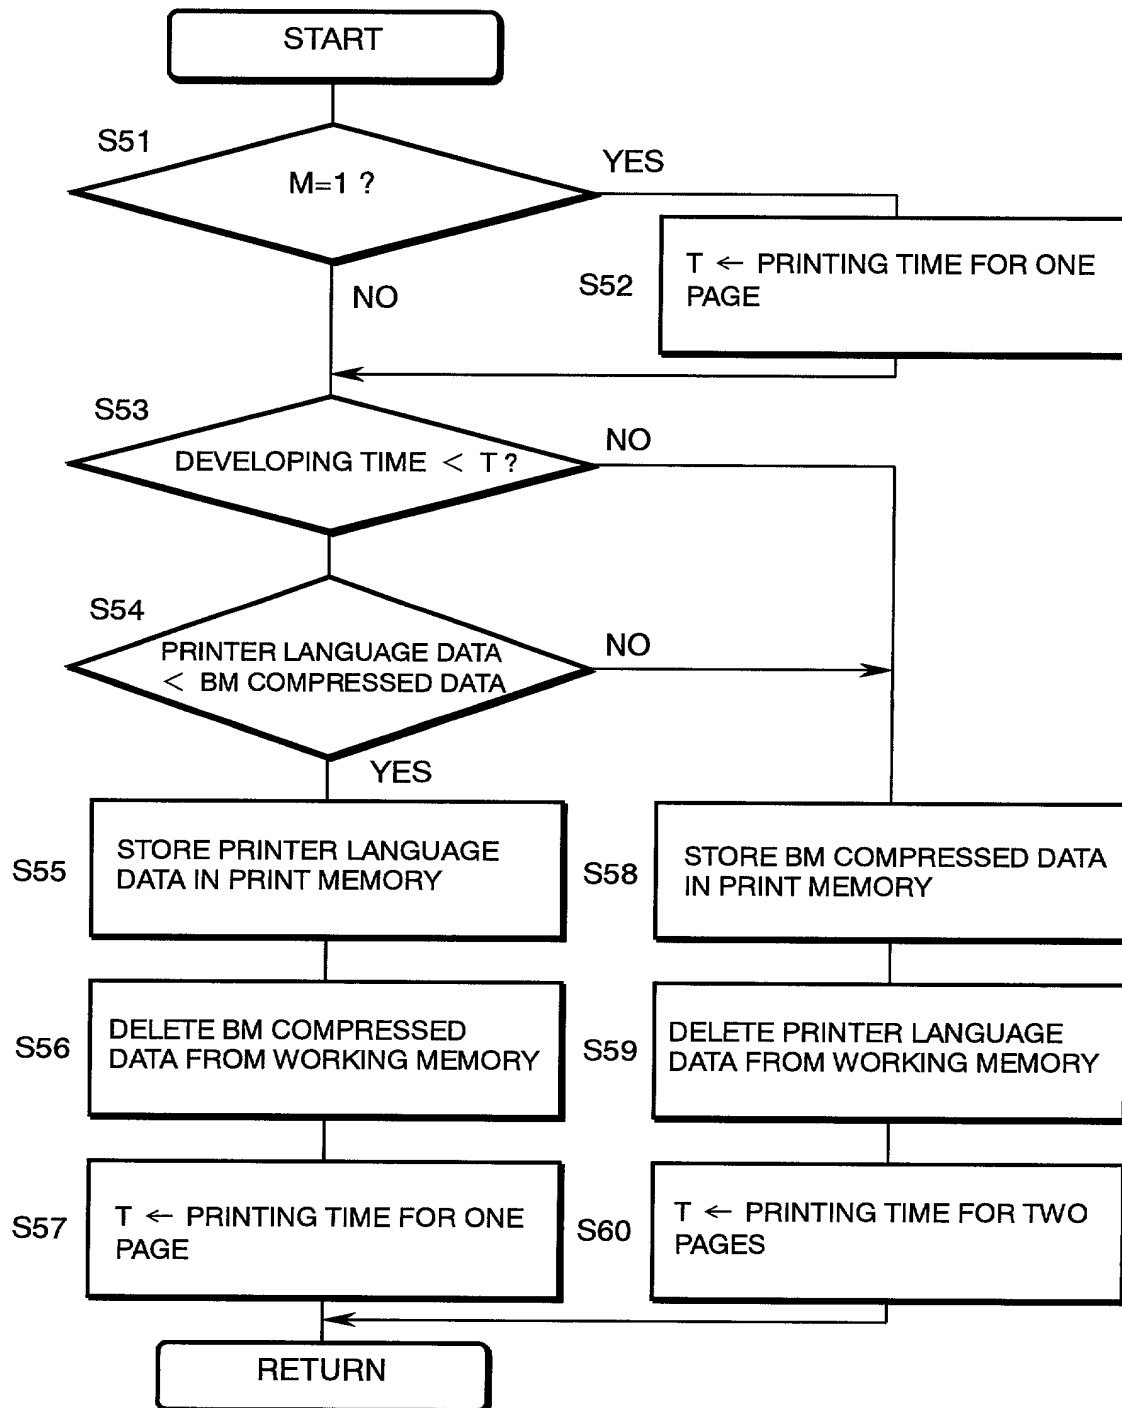 START
S51
M=1 ?
YES
S52
T ← PRINTING TIME FOR ONE
PAGE
NO
S53
DEVELOPING TIME < T ?
NO
S54
PRINTER LANGUAGE DATA
< BM COMPRESSED DATA
NO
YES
S55
STORE PRINTER LANGUAGE
DATA IN PRINT MEMORY
S58
STORE BM COMPRESSED DATA
IN PRINT MEMORY
S56
DELETE BM COMPRESSED
DATA FROM WORKING MEMORY
S59
DELETE PRINTER LANGUAGE
DATA FROM WORKING MEMORY
S57
T ← PRINTING TIME FOR ONE
PAGE
S60
T ← PRINTING TIME FOR TWO
PAGES
RETURN